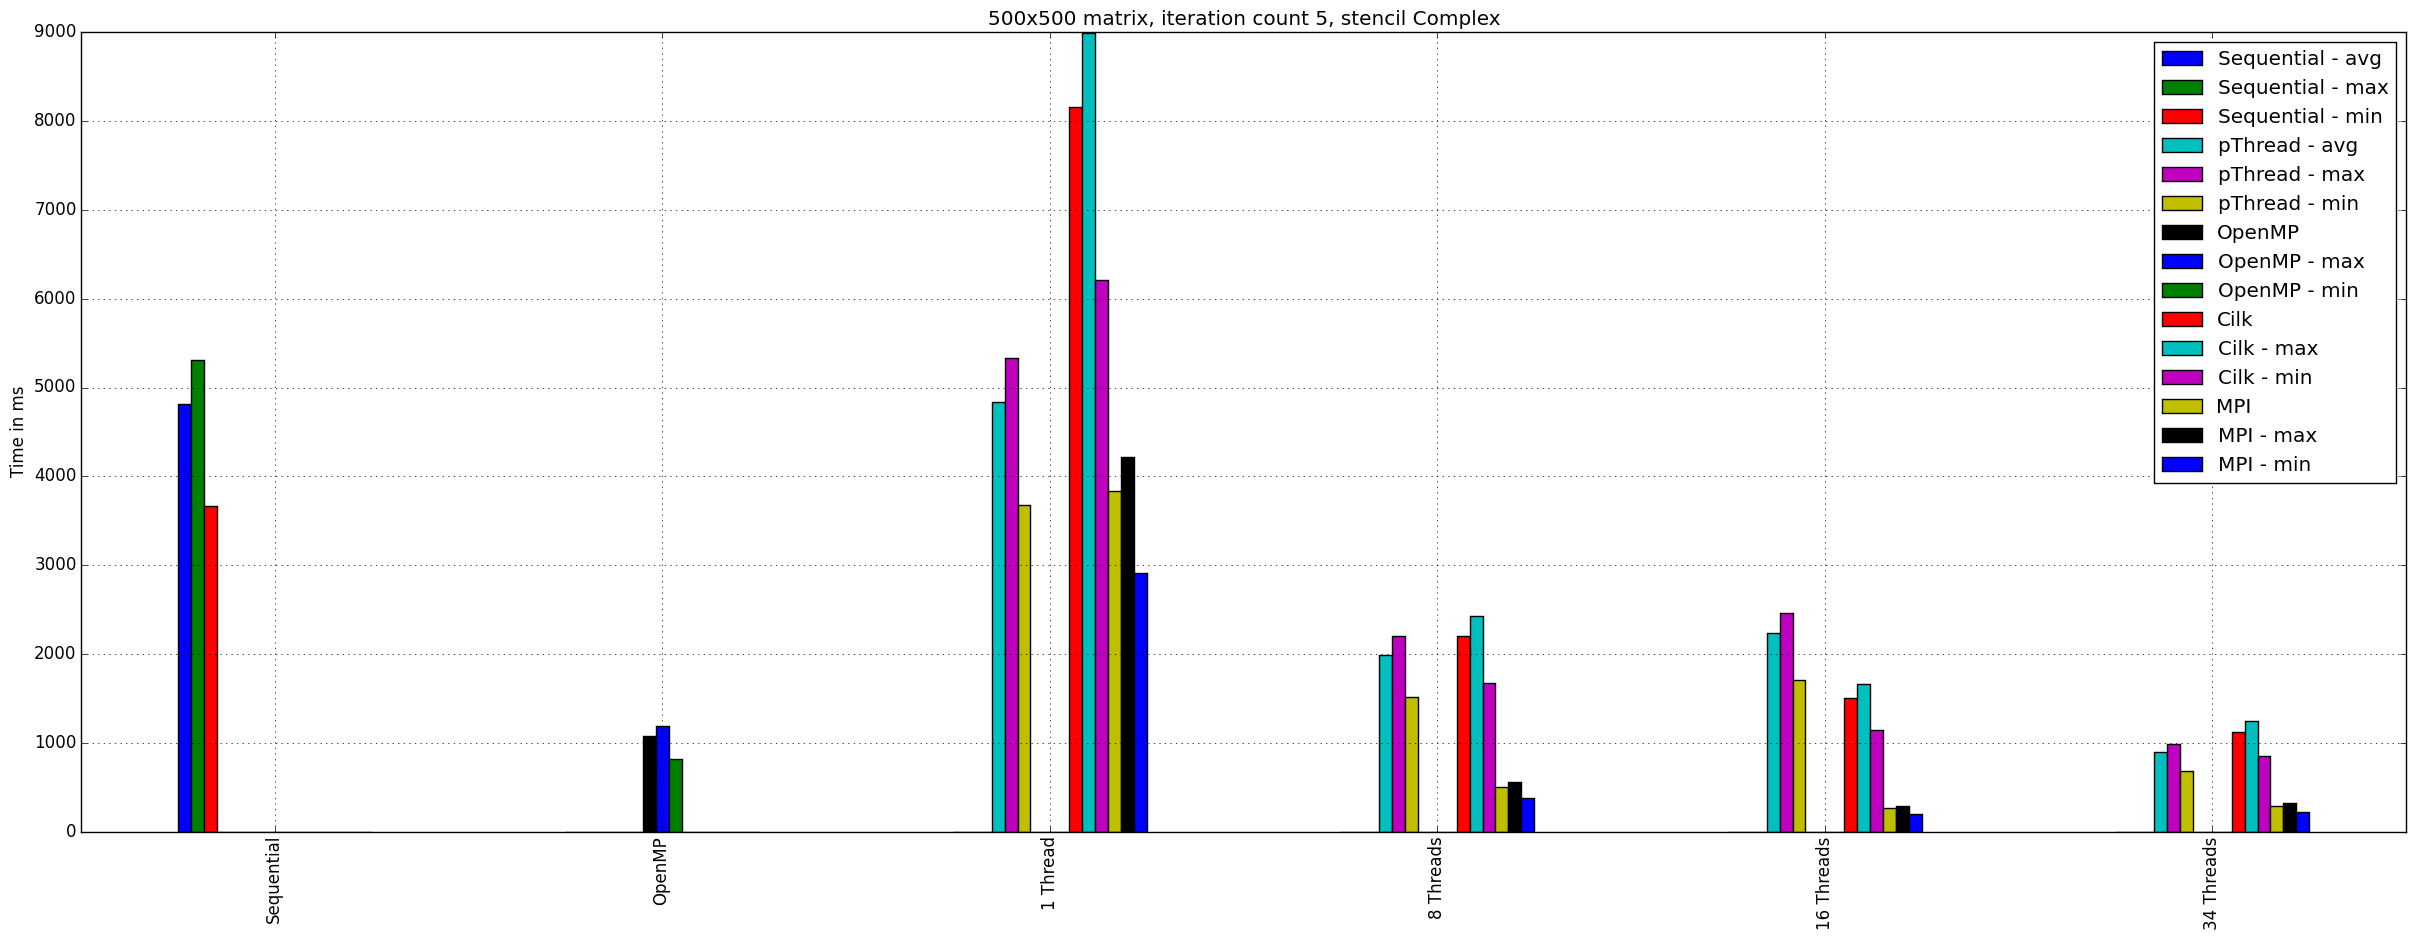 500x500 matrix, iteration count 5, stencil Complex
9000
8000
7000
6000
5000
4000
3000
2000
1000
0
Time in ms
Sequential - avg
Sequential - max
Sequential - min
pThread - avg
pThread - max
pThread - min
OpenMP
OpenMP - max
OpenMP - min
Cilk
Cilk - max
Cilk - min
MPI
MPI - max
MPI - min
Sequential
OpenMP
1 Thread
8 Threads
16 Threads
34 Threads